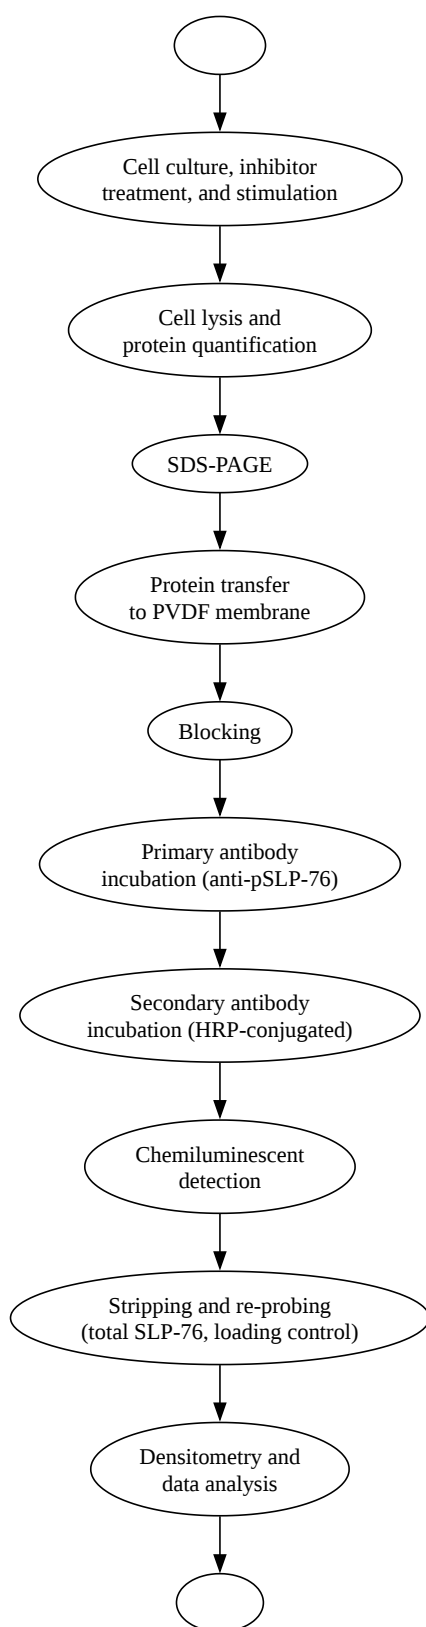 Cell culture, inhibitor
treatment, and stimulation
Cell lysis and
protein quantification
SDS-PAGE
Protein transfer
to PVDF membrane
Blocking
Primary antibody
incubation (anti-pSLP-76)
Secondary antibody
incubation (HRP-conjugated)
Chemiluminescent
detection
Stripping and re-probing
(total SLP-76, loading control)
Densitometry and
data analysis